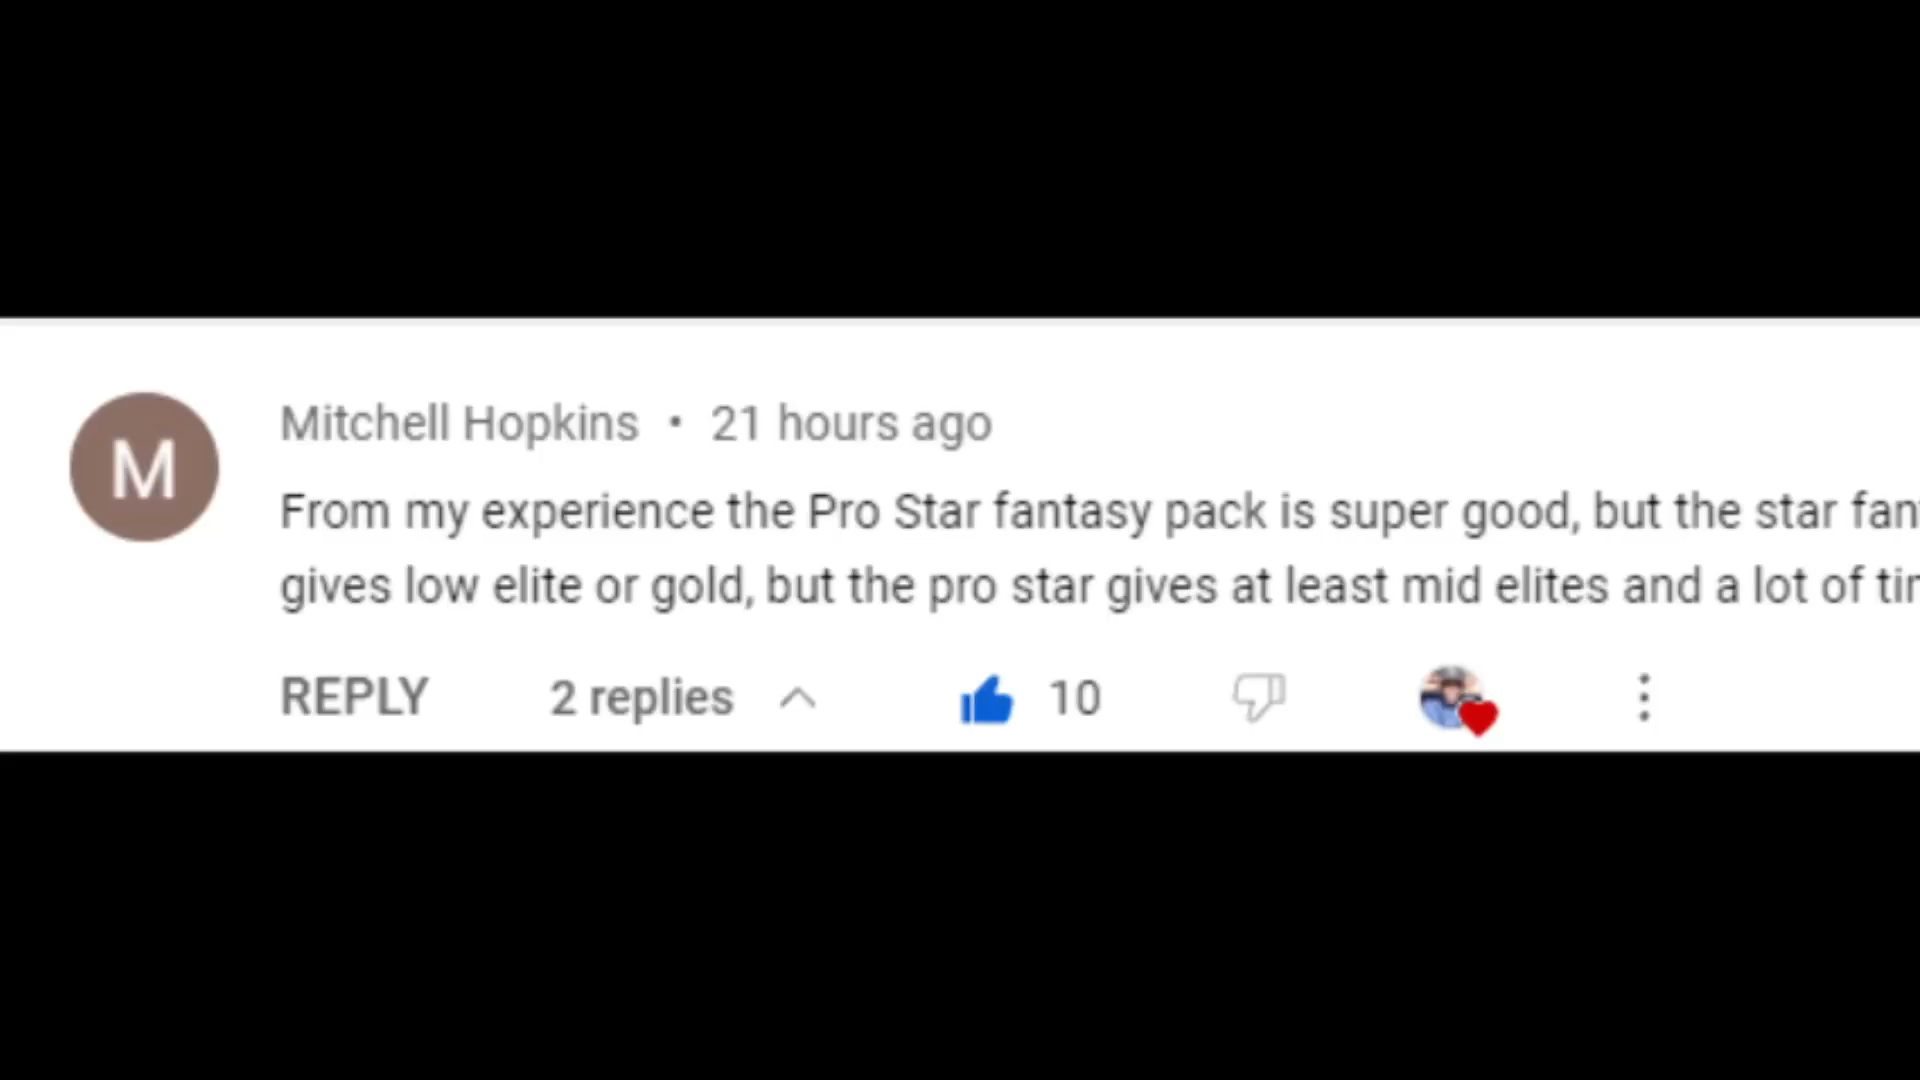 M
Mitchell Hopkins • 21 hours ago
From my experience the Pro Star fantasy pack is super good, but the star
gives low elite or gold, but the pro star gives at least mid elites and a lot of
REPLY 2 replies 10